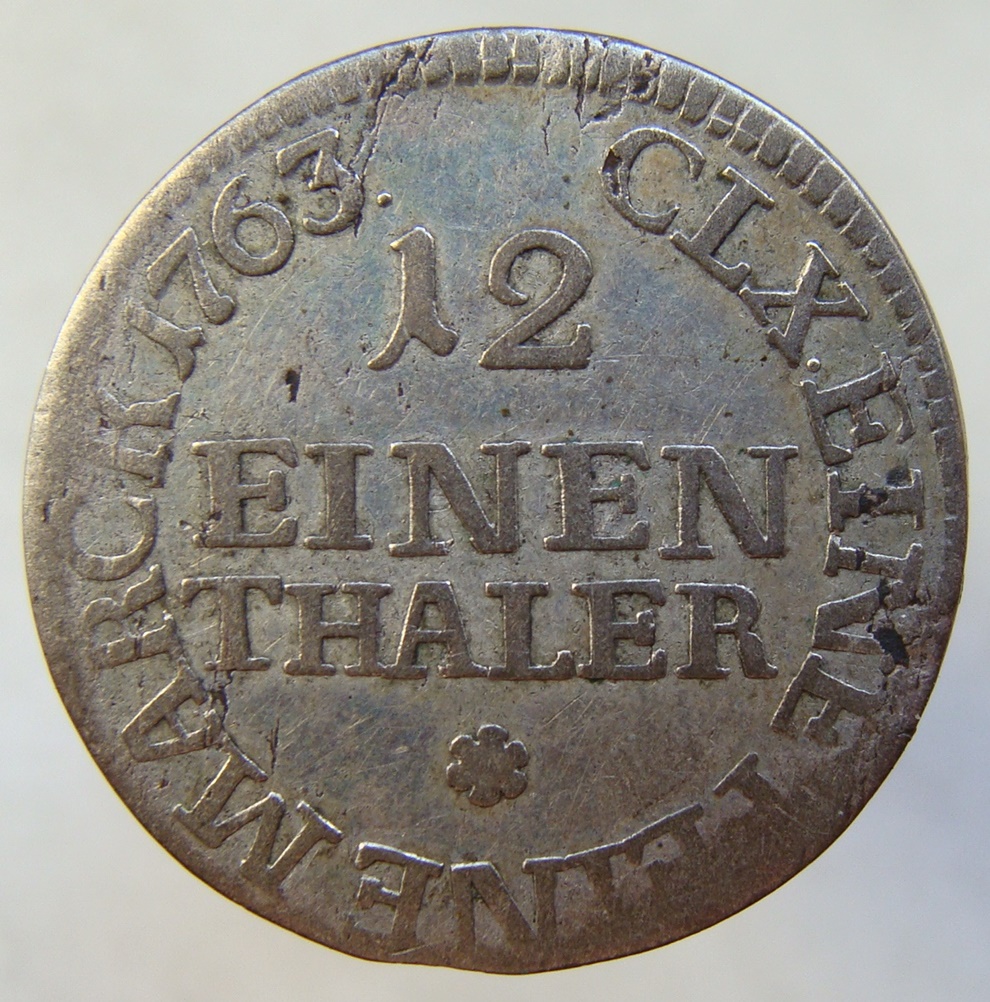 CLX.EINE FEINE MARCK 1763.
12
EINEN
THALER